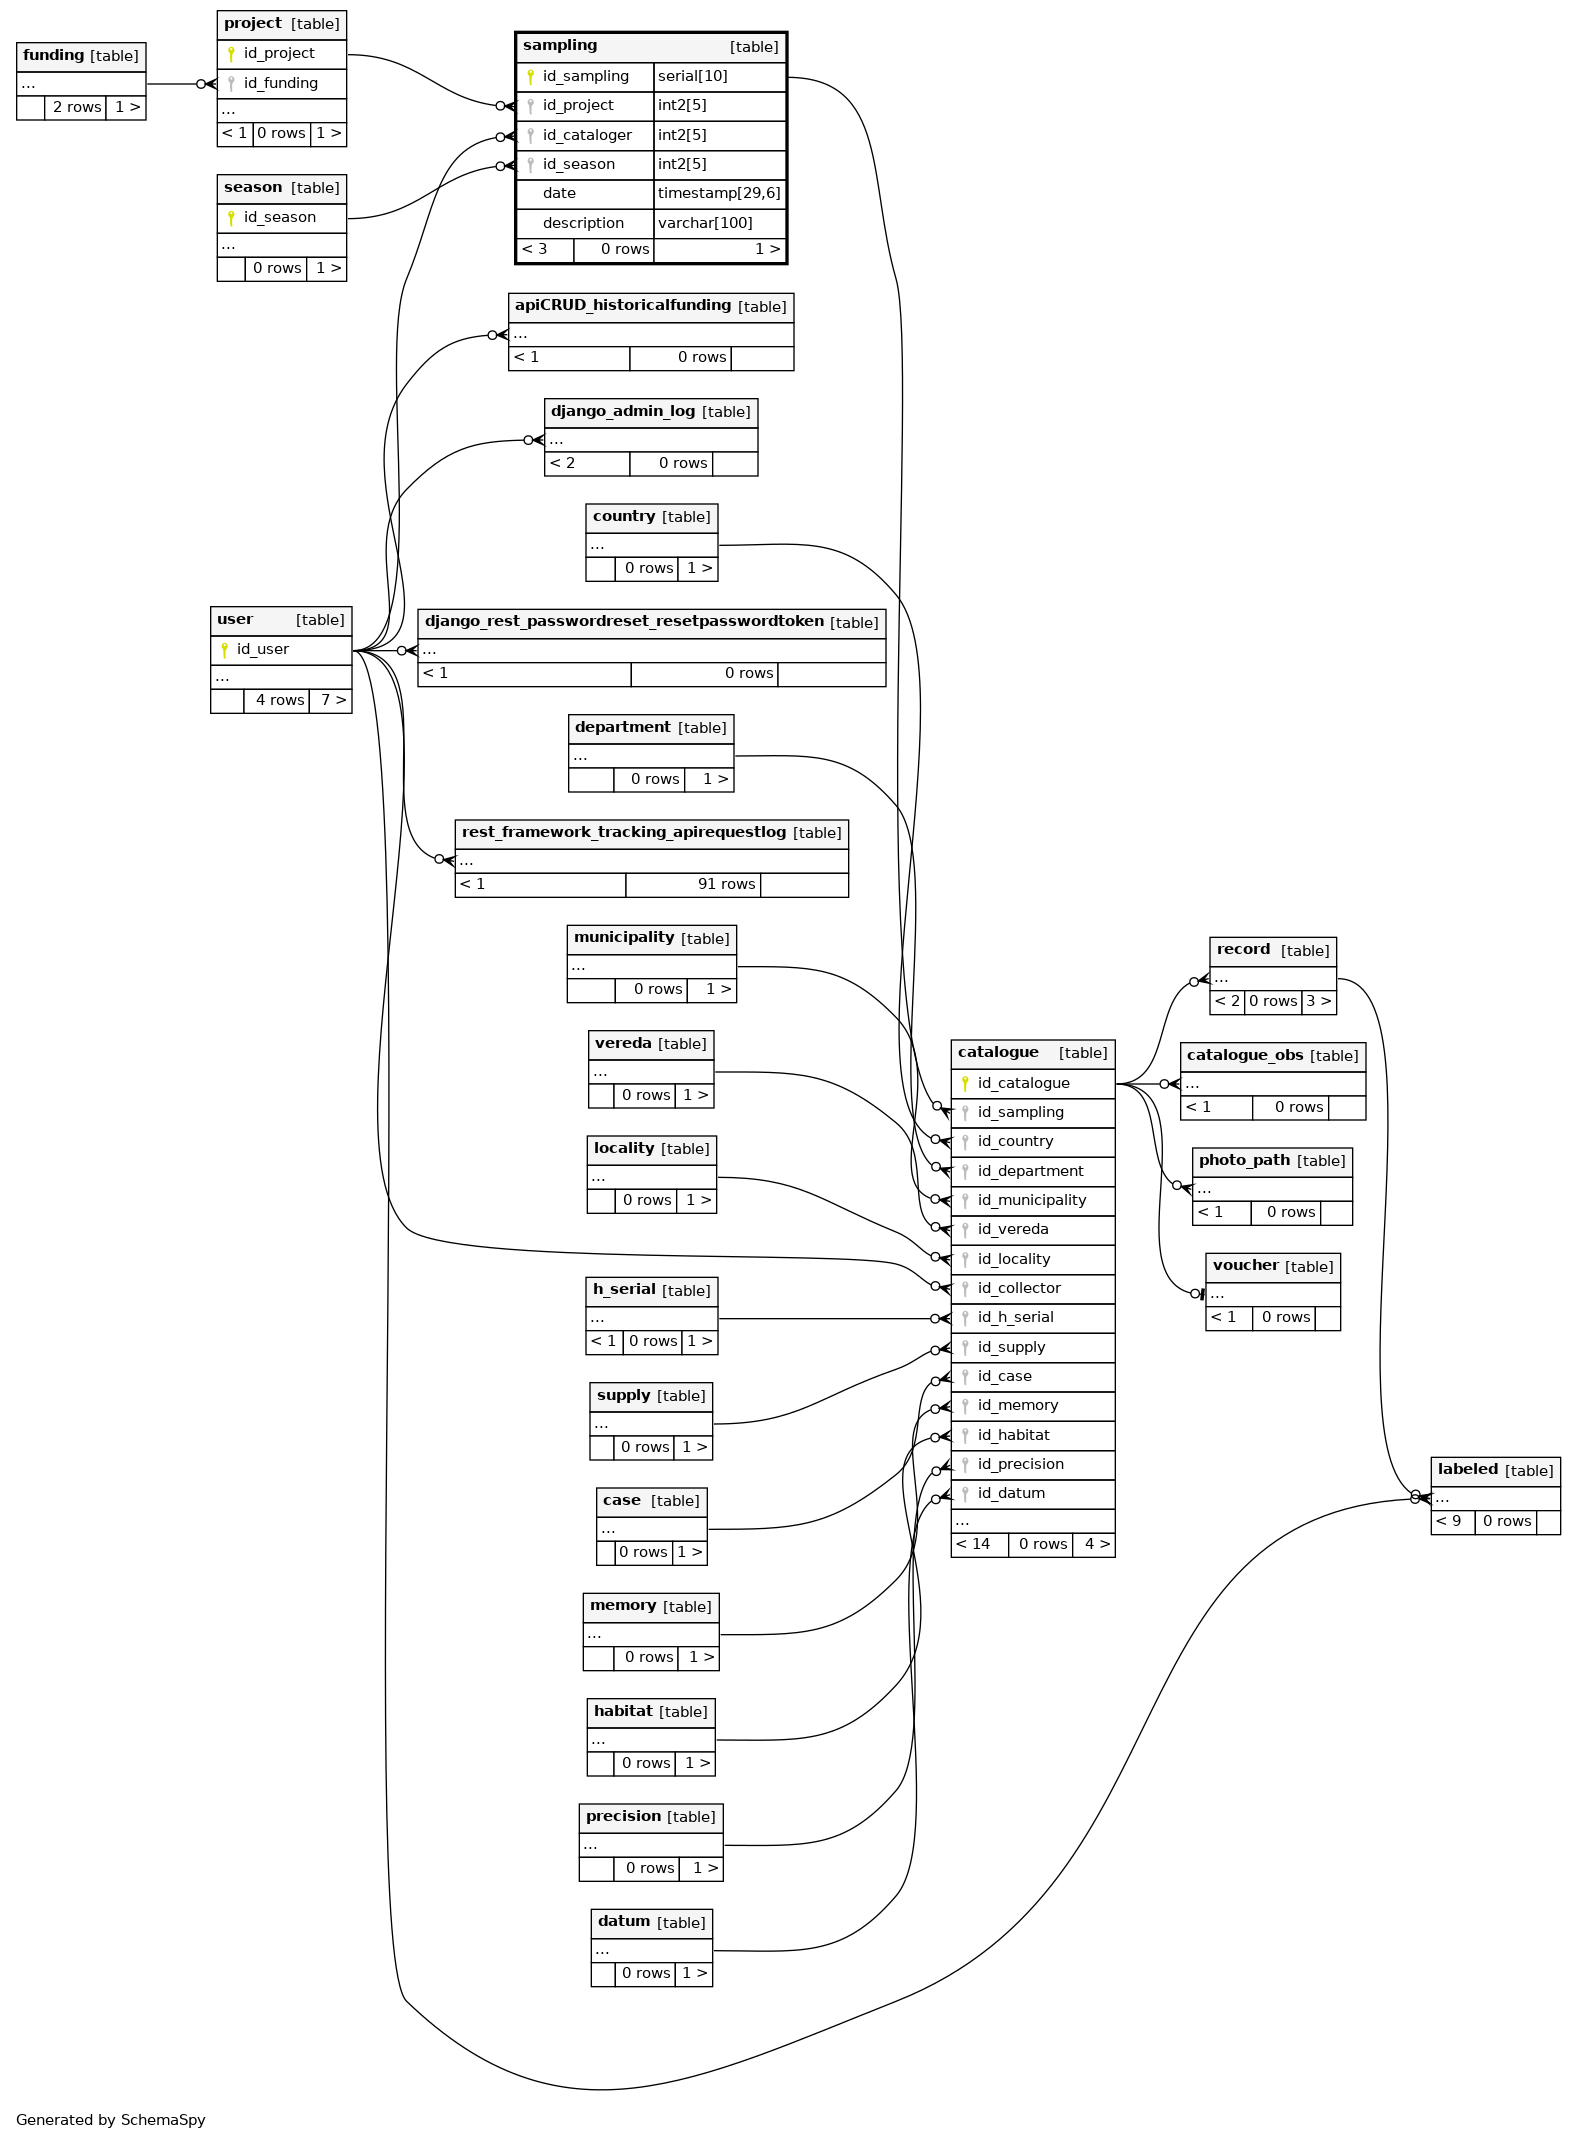 funding [table]
...
2 rows 1 >
project [table]
id_project
id_funding
...
< 1 0 rows 1 >
season [table]
id_season
...
0 rows 1 >
sampling [table]
id_sampling serial[10]
id_project int2[5]
id_cataloger int2[5]
id_season int2[5]
date timestamp[29,6]
description varchar[100]
< 3 0 rows 1 >
apiCRUD_historicalfunding [table]
...
< 1 0 rows
django_admin_log [table]
...
< 2 0 rows
country [table]
...
0 rows 1 >
user [table]
id_user
...
4 rows 7 >
django_rest_passwordreset_resetpasswordtoken [table]
...
< 1 0 rows
department [table]
...
0 rows 1 >
rest_framework_tracking_apirequestlog [table]
...
< 1 91 rows
municipality [table]
...
0 rows 1 >
vereda [table]
...
0 rows 1 >
locality [table]
...
0 rows 1 >
h_serial [table]
...
< 1 0 rows 1 >
supply [table]
...
0 rows 1 >
case [table]
...
0 rows 1 >
memory [table]
...
0 rows 1 >
habitat [table]
...
0 rows 1 >
precision [table]
...
0 rows 1 >
datum [table]
...
0 rows 1 >
catalogue [table]
id_catalogue
id_sampling
id_country
id_department
id_municipality
id_vereda
id_locality
id_collector
id_h_serial
id_supply
id_case
id_memory
id_habitat
id_precision
id_datum
...
< 14 0 rows 4 >
record [table]
...
< 2 0 rows 3 >
catalogue_obs [table]
...
< 1 0 rows
photo_path [table]
...
< 1 0 rows
voucher [table]
...
< 1 0 rows
labeled [table]
...
< 9 0 rows
Generated by SchemaSpy